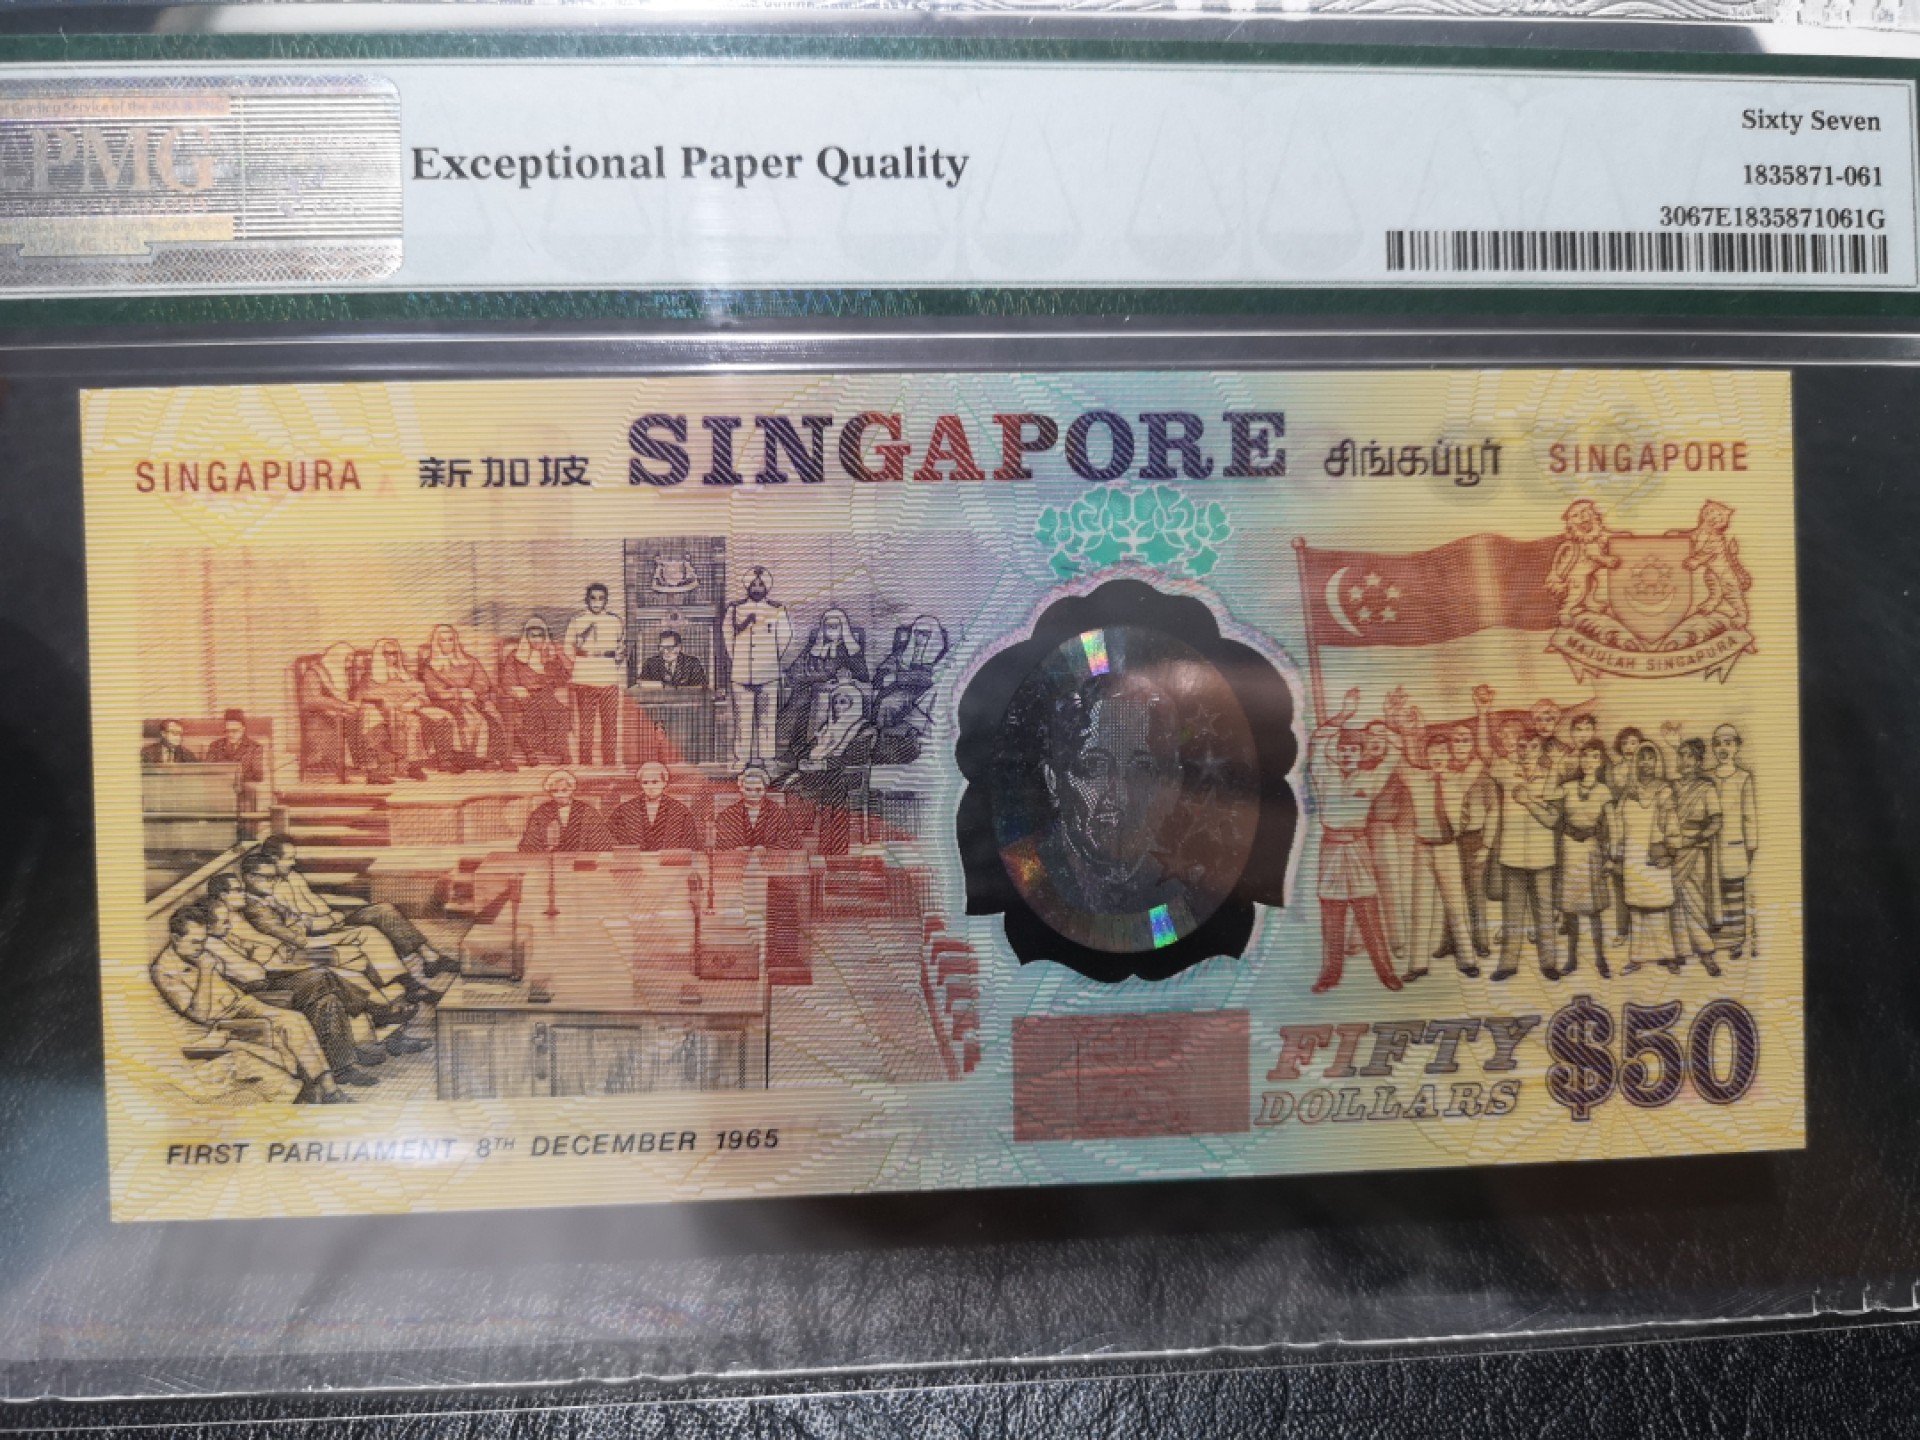 PMG
Exceptional Paper Quality
Sixty Seven
1835871-061
3067E1835871061G
SINGAPURA 新加坡 SINGAPORE சிங்கப்பூர் SINGAPORE
MAJULAH SINGAPURA
FIFTY
DOLLARS
$50
FIRST PARLIAMENT 8TH DECEMBER 1965